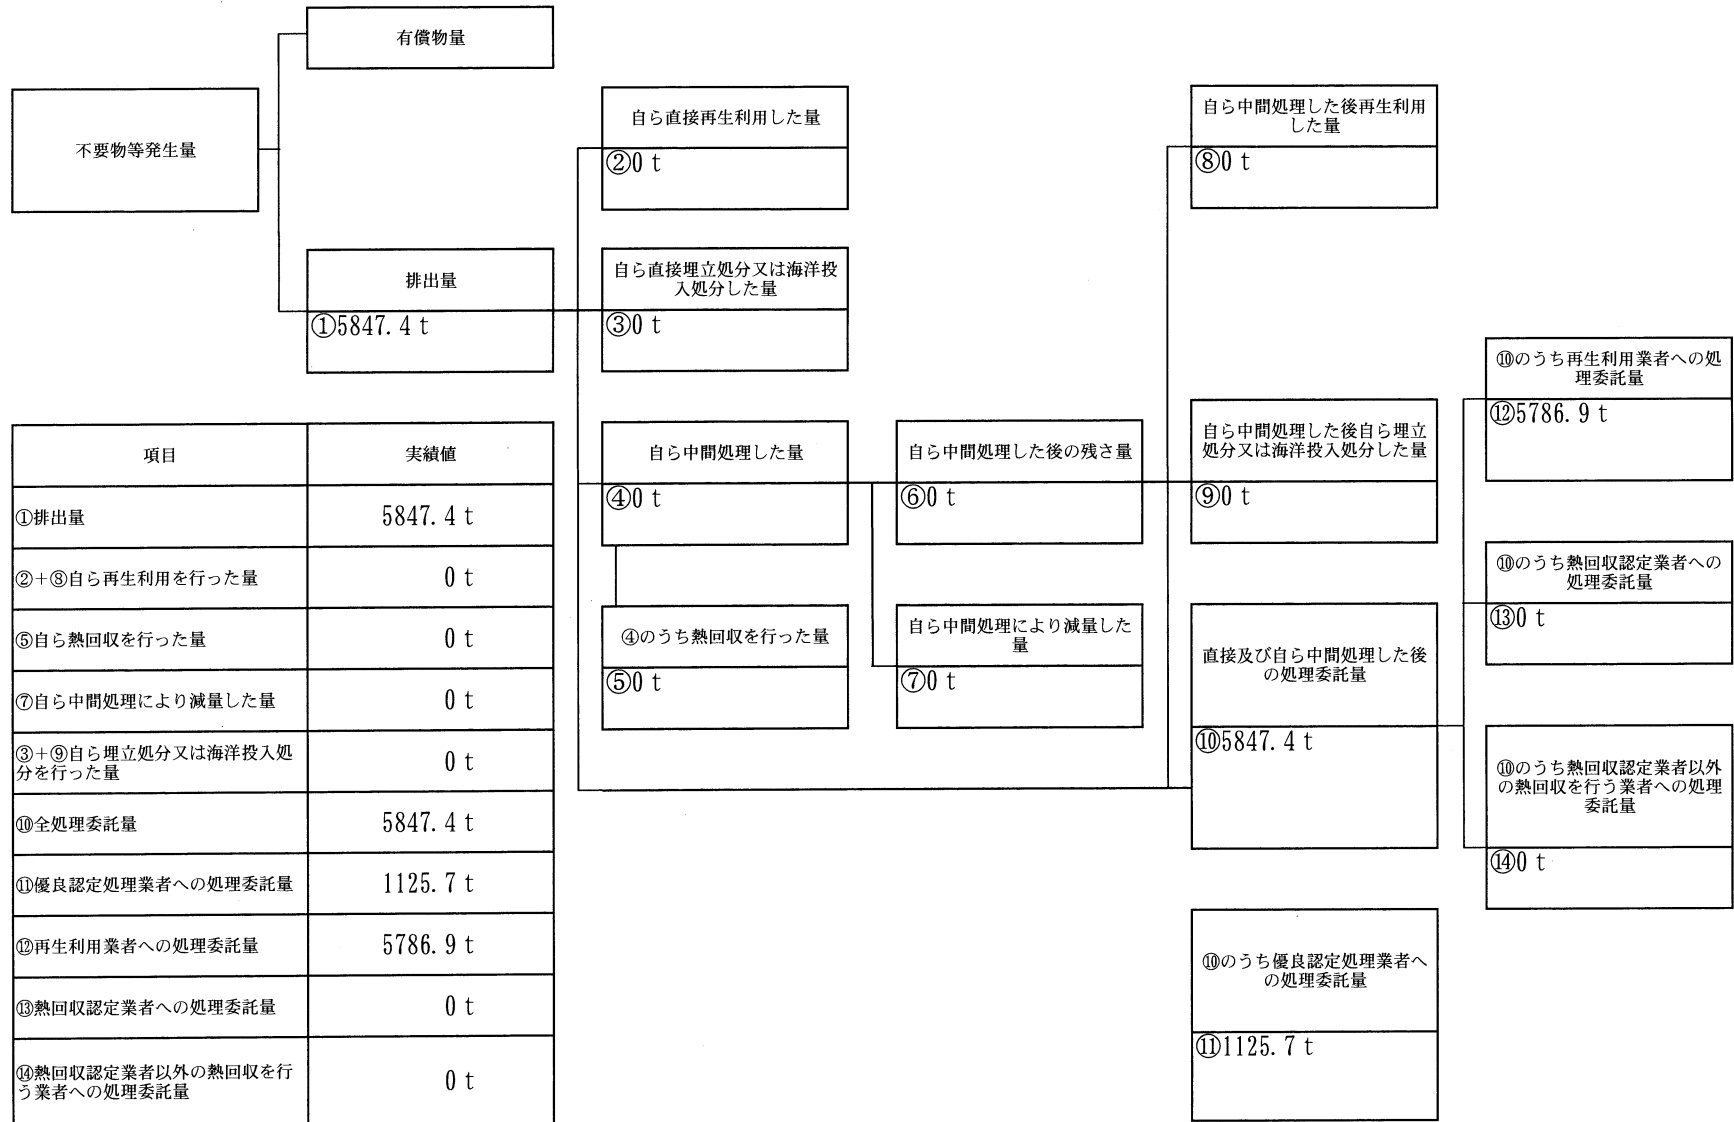 有償物量
不要物等発生量
排出量
①5847.4 t
自ら直接再生利用した量
②0 t
自ら直接埋立処分又は海洋投
入処分した量
③0 t
自ら中間処理した量
④0 t
④のうち熱回収を行った量
⑤0 t
自ら中間処理した後の残さ量
⑥0 t
自ら中間処理により減量した
量
⑦0 t
自ら中間処理した後再生利用
した量
⑧0 t
自ら中間処理した後自ら埋立
処分又は海洋投入処分した量
⑨0 t
直接及び自ら中間処理した後
の処理委託量
⑩5847.4 t
⑩のうち優良認定処理業者へ
の処理委託量
⑪1125.7 t
⑩のうち再生利用業者への処
理委託量
⑫5786.9 t
⑩のうち熱回収認定業者への
処理委託量
⑬0 t
⑩のうち熱回収認定業者以外
の熱回収を行う業者への処理
委託量
⑭0 t
項目 実績値
①排出量 5847.4 t
②+⑧自ら再生利用を行った量 0 t
⑤自ら熱回収を行った量 0 t
⑦自ら中間処理により減量した量 0 t
③+⑨自ら埋立処分又は海洋投入処
分を行った量 0 t
⑩全処理委託量 5847.4 t
⑪優良認定処理業者への処理委託量 1125.7 t
⑫再生利用業者への処理委託量 5786.9 t
⑬熱回収認定業者への処理委託量 0 t
⑭熱回収認定業者以外の熱回収を行
う業者への処理委託量 0 t